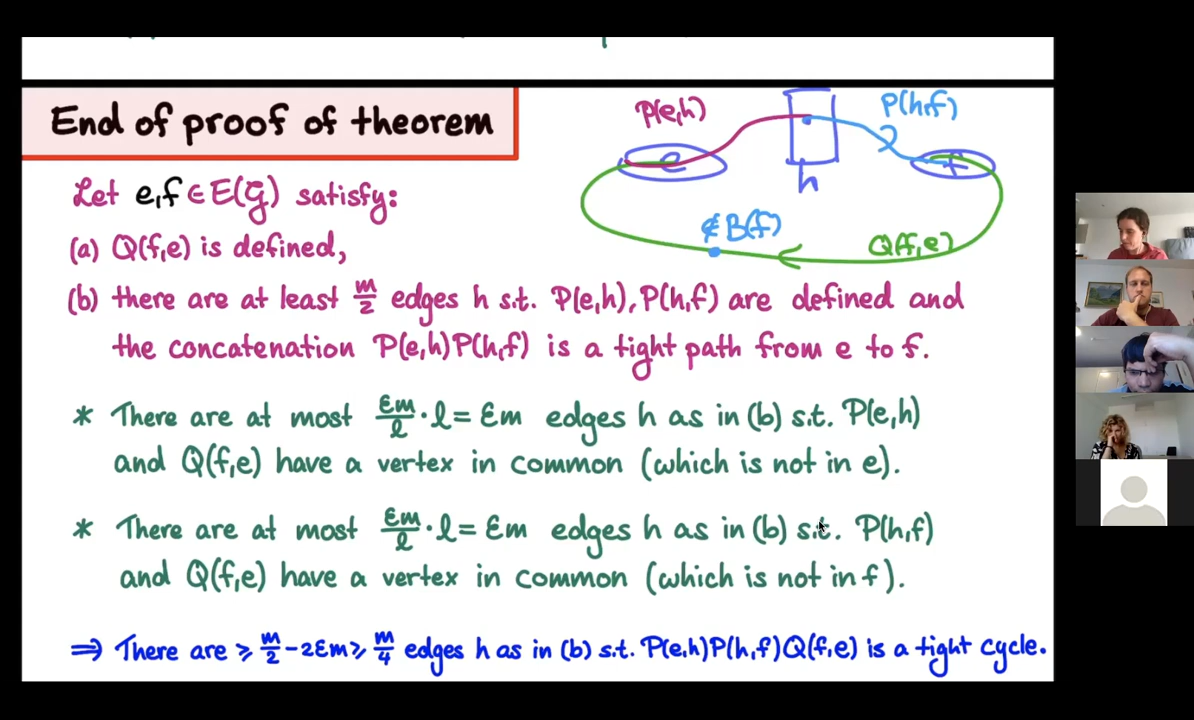 End of proof of theorem
P(e,h)
P(h,f)
e
h
f
∉B(f)
Q(f,e)
Let e,f ∈ E(G) satisfy:
(a) Q(f,e) is defined,
(b) there are at least m/2 edges h s.t. P(e,h), P(h,f) are defined and
the concatenation P(e,h)P(h,f) is a tight path from e to f.
* There are at most εm/ℓ · ℓ = εm edges h as in (b) s.t. P(e,h)
and Q(f,e) have a vertex in common (which is not in e).
* There are at most εm/ℓ · ℓ = εm edges h as in (b) s.t. P(h,f)
and Q(f,e) have a vertex in common (which is not in f).
⇒ There are ≥ m/2 - 2εm ≥ m/4 edges h as in (b) s.t. P(e,h)P(h,f)Q(f,e) is a tight cycle.